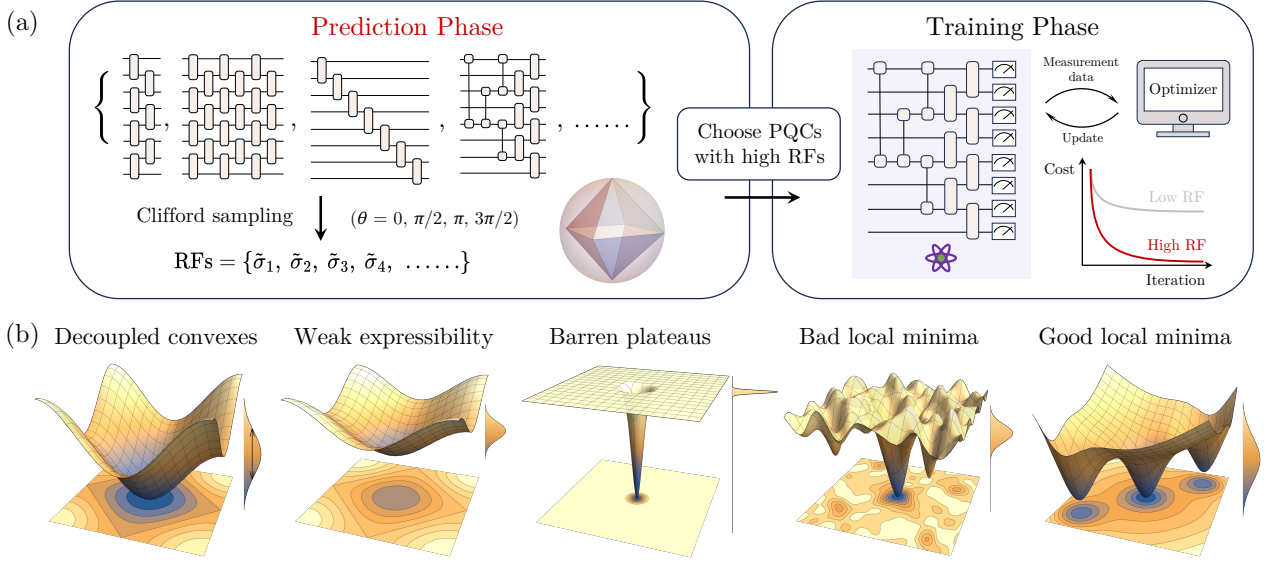 (a)
Prediction Phase
{ , , , , ...... }
Clifford sampling
(θ = 0, π/2, π, 3π/2)
RFs = {σ̃₁, σ̃₂, σ̃₃, σ̃₄, ......}
Choose PQCs
with high RFs
Training Phase
Measurement
data
Update
Optimizer
Cost
Low RF
High RF
Iteration
(b)
Decoupled convexes
Weak expressibility
Barren plateaus
Bad local minima
Good local minima